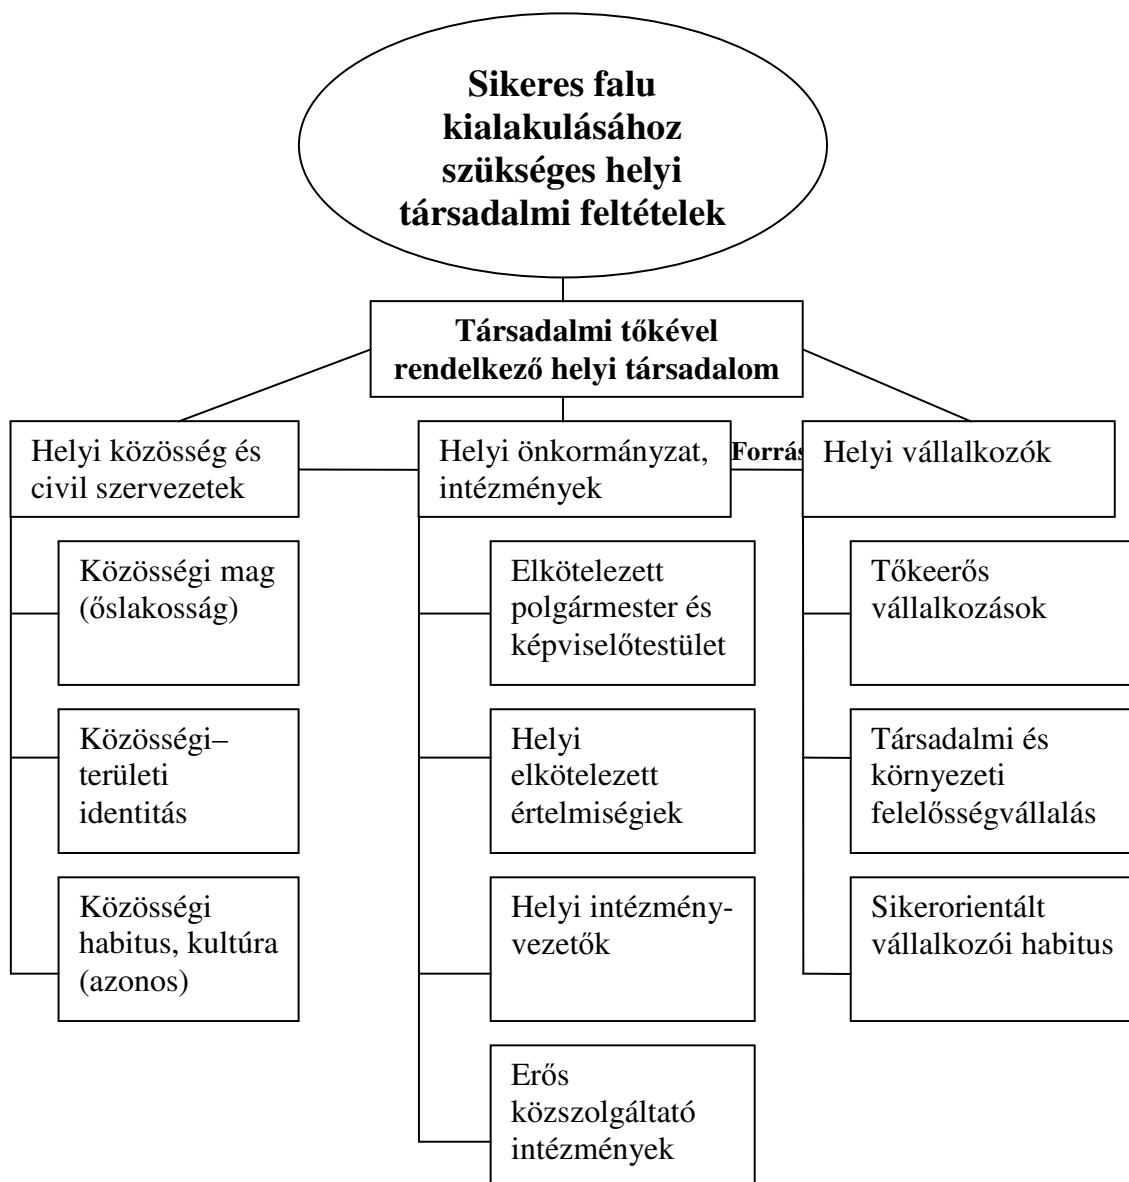 Sikeres falu
kialakulásához
szükséges helyi
társadalmi feltételek
Társadalmi tőkével
rendelkező helyi társadalom
Helyi közösség és
civil szervezetek
Helyi önkormányzat,
intézmények
Forrás
Helyi vállalkozók
Közösségi mag
(őslakosság)
Közösségi–
területi
identitás
Közösségi
habitus, kultúra
(azonos)
Elkötelezett
polgármester és
képviselőtestület
Helyi
elkötelezett
értelmiségiek
Helyi intézmény-
vezetők
Erős
közszolgáltató
intézmények
Tőkeerős
vállalkozások
Társadalmi és
környezeti
felelősségvállalás
Sikerorientált
vállalkozói habitus